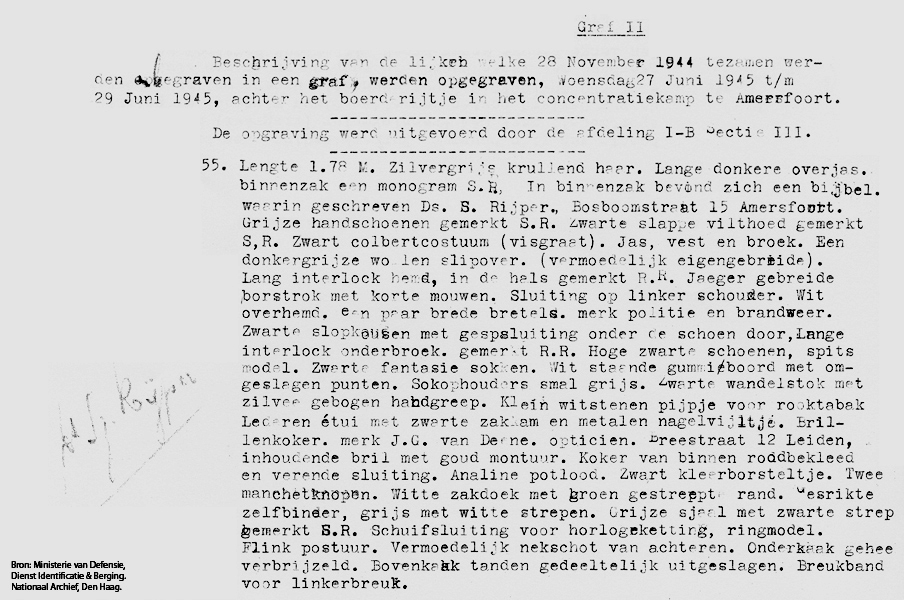 Graf II
Beschrijving van de lijken welke 28 November 1944 tezamen wer-
den opgegraven in een graf, werden opgegraven, woensdag27 Juni 1945 t/m
29 Juni 1945, achter het boerderijtje in het concentratiekamp te Amersfoort.
De opgraving werd uitgevoerd door de afdeling I-B Sectie III.
55. Lengte 1.78 M. Zilvergrijs krullend haar. Lange donkere overjas.
binnenzak een monogram S.R, In binnenzak bevond zich een bijbel.
waarin geschreven Ds. S. Rijper., Bosboomstraat 15 Amersfoort.
Grijze handschoenen gemerkt S.R. Zwarte slappe vilthoed gemerkt
S,R. Zwart colbertcostuum (visgraat). Jas, vest en broek. Een
donkergrijze wollen slipover. (vermoedelijk eigengebreide).
Lang interlock hemd, in de hals gemerkt R.R. Jaeger gebreide
borstrok met korte mouwen. Sluiting op linker schouder. Wit
overhemd. een paar brede bretels. merk politie en brandweer.
Zwarte slopkousen met gespsluiting onder de schoen door,Lange
interlock onderbroek. gemerkt R.R. Hoge zwarte schoenen, spits
model. Zwarte fantasie sokken. Wit staande gummiboord met om-
geslagen punten. Sokophouders smal grijs. Zwarte wandelstok met
zilver gebogen handgreep. Klein witstenen pijpje voor rooktabak
Lederen étui met zwarte zakkam en metalen nagelvijltje. Bril-
lenkoker. merk J.G. van Deene. opticien. Breestraat 12 Leiden,
inhoudende bril met goud montuur. Koker van binnen roodbekleed
en verende sluiting. Analine potlood. Zwart kleerborsteltje. Twee
manchetknopen. Witte zakdoek met groen gestreepte rand. Gesrikte
zelfbinder, grijs met witte strepen. Grijze sjaal met zwarte strep
gemerkt S.R. Schuifsluiting voor horlogeketting, ringmodel.
Flink postuur. Vermoedelijk nekschot van achteren. Onderkaak gehee
verbrijzeld. Bovenkaak tanden gedeeltelijk uitgeslagen. Breukband
voor linkerbreuk.
Rijper
Bron: Ministerie van Defensie,
Dienst Identificatie & Berging.
Nationaal Archief, Den Haag.